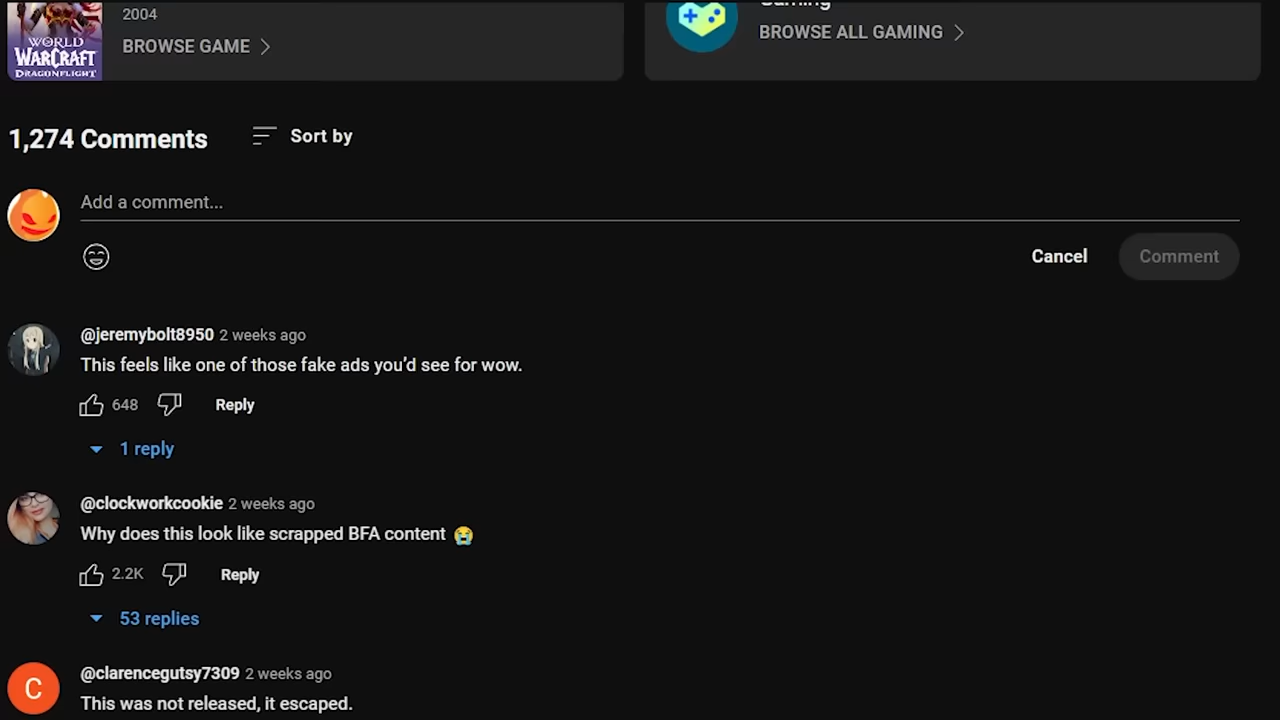 2004
BROWSE GAME
WORLD
WARCRAFT
DRAGONFLIGHT
Gaming
BROWSE ALL GAMING
1,274 Comments
Sort by
Add a comment...
Cancel
Comment
@jeremybolt8950 2 weeks ago
This feels like one of those fake ads you'd see for wow.
648
Reply
1 reply
@clockworkcookie 2 weeks ago
Why does this look like scrapped BFA content 😭
2.2K
Reply
53 replies
C
@clarencegutsy7309 2 weeks ago
This was not released, it escaped.